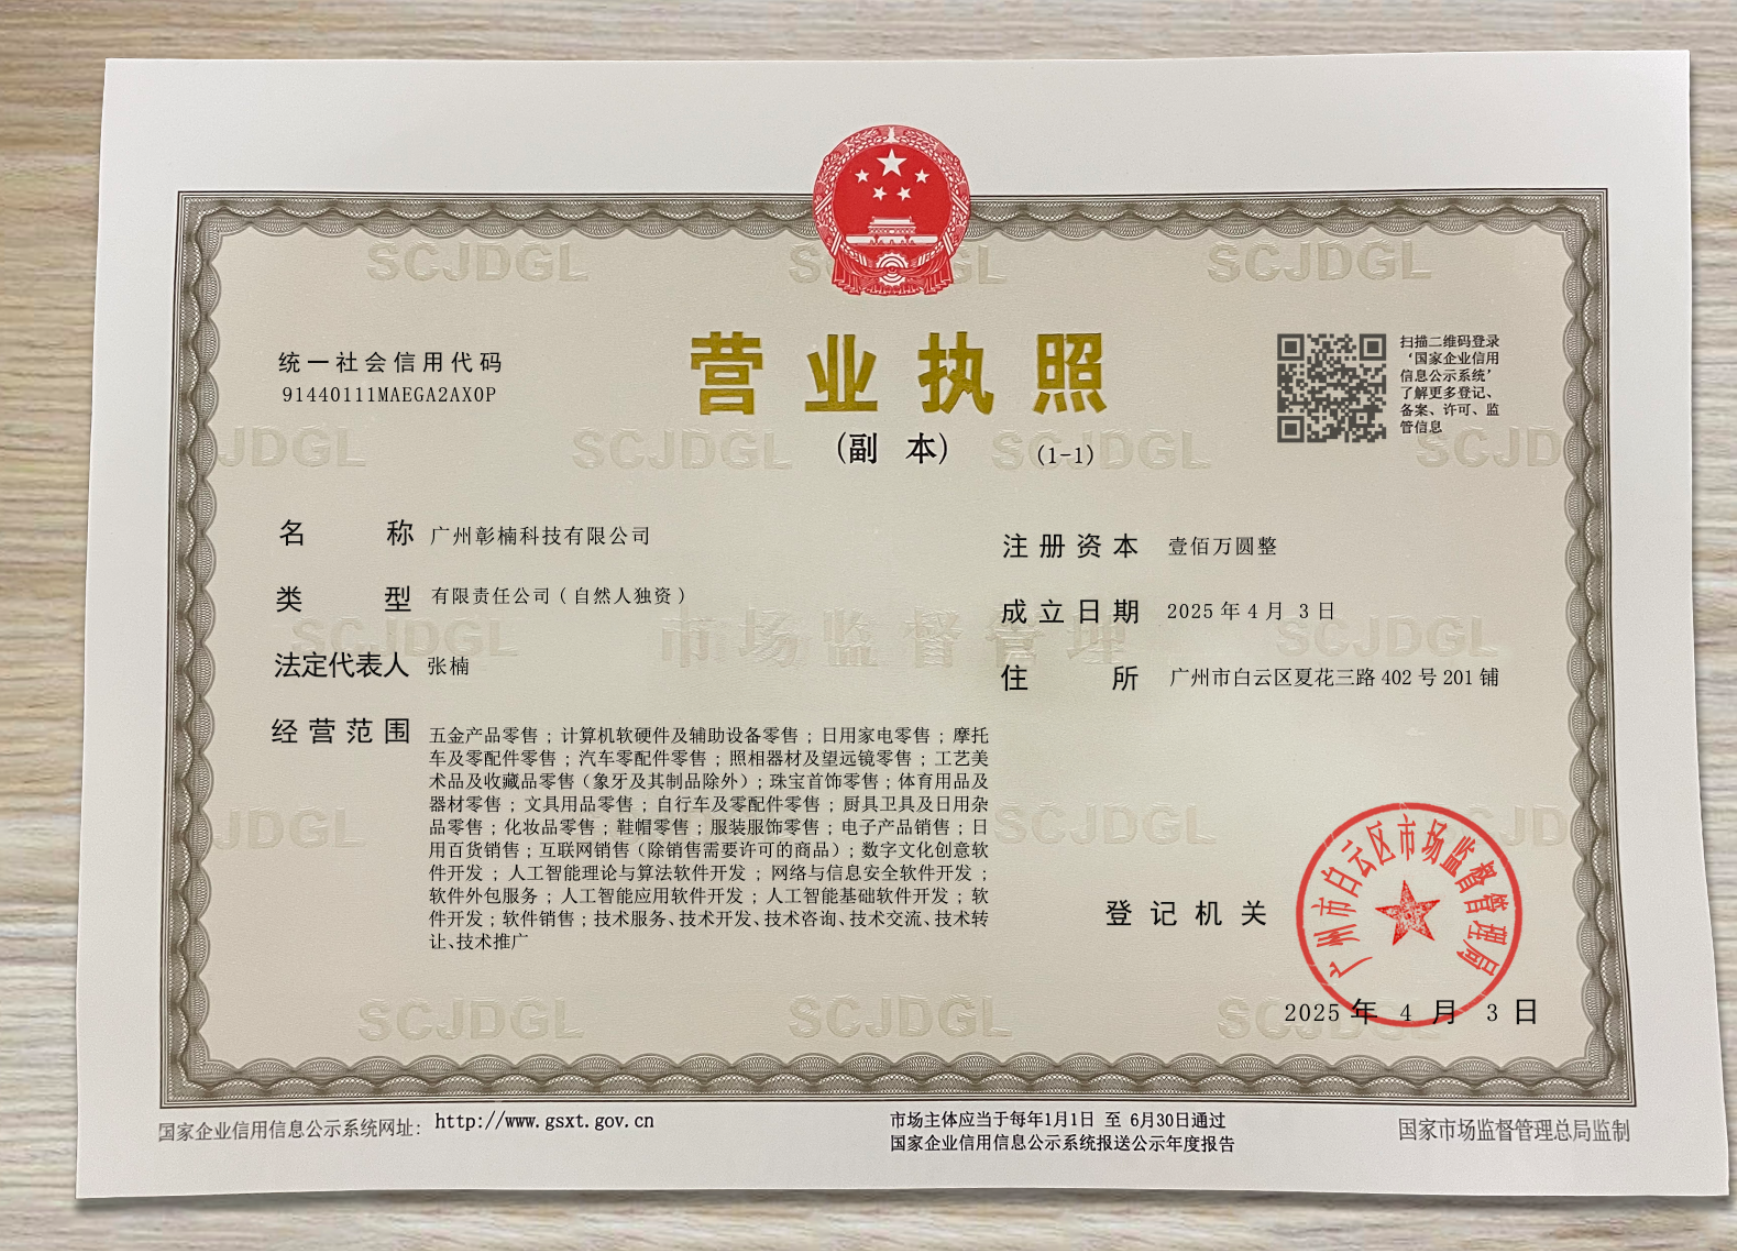 统一社会信用代码
91440111MAEGA2AX0P
营业执照
(副 本) (1-1)
扫描二维码登录
‘国家企业信用
信息公示系统’
了解更多登记、
备案、许可、监
管信息
名 称 广州彰楠科技有限公司
类 型 有限责任公司(自然人独资)
法定代表人 张楠
经营范围 五金产品零售;计算机软硬件及辅助设备零售;日用家电零售;摩托
车及零配件零售;汽车零配件零售;照相器材及望远镜零售;工艺美
术品及收藏品零售(象牙及其制品除外);珠宝首饰零售;体育用品及
器材零售;文具用品零售;自行车及零配件零售;厨具卫具及日用杂
品零售;化妆品零售;鞋帽零售;服装服饰零售;电子产品销售;日
用百货销售;互联网销售(除销售需要许可的商品);数字文化创意软
件开发;人工智能理论与算法软件开发;网络与信息安全软件开发;
软件外包服务;人工智能应用软件开发;人工智能基础软件开发;软
件开发;软件销售;技术服务、技术开发、技术咨询、技术交流、技术转
让、技术推广
注册资本 壹佰万圆整
成立日期 2025年4月3日
住 所 广州市白云区夏花三路402号201铺
登记机关
广州市白云区市场监督管理局
2025年4月3日
国家企业信用信息公示系统网址: http://www.gsxt.gov.cn
市场主体应当于每年1月1日 至 6月30日通过
国家企业信用信息公示系统报送公示年度报告
国家市场监督管理总局监制
SCJDGL
市场监督管理